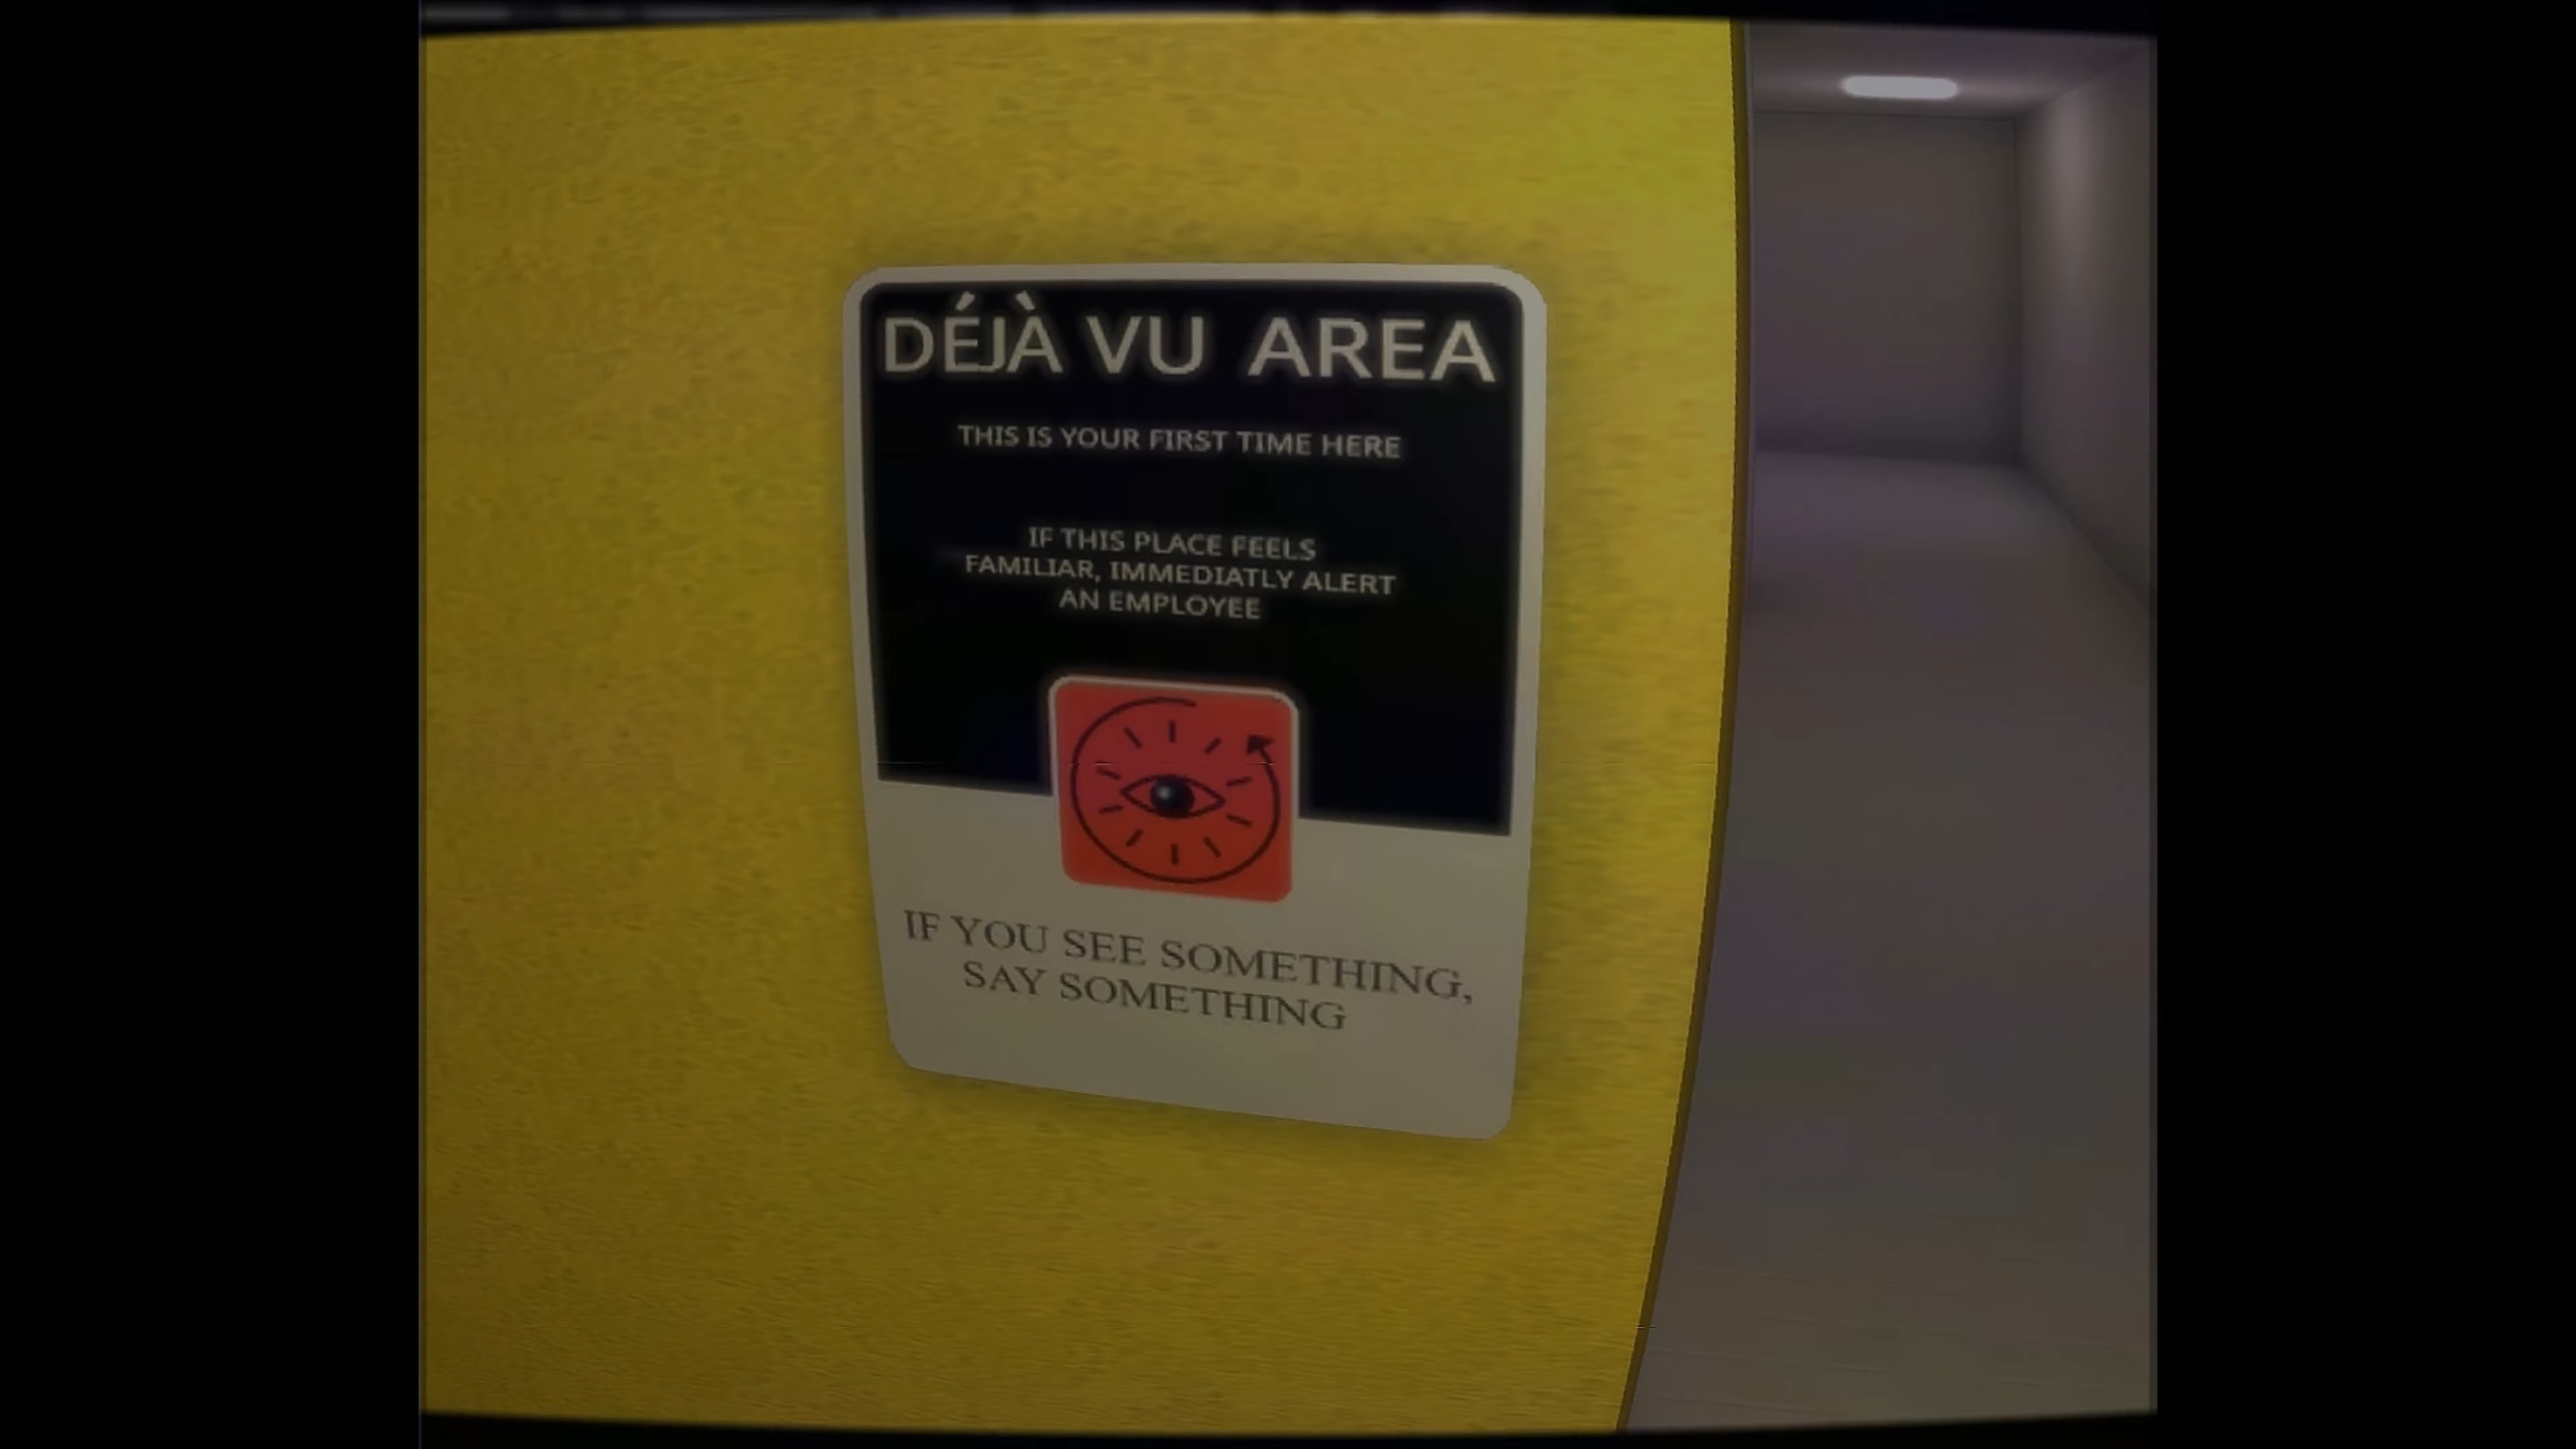 DÉJÀ VU AREA
THIS IS YOUR FIRST TIME HERE
IF THIS PLACE FEELS
FAMILIAR, IMMEDIATLY ALERT
AN EMPLOYEE
IF YOU SEE SOMETHING,
SAY SOMETHING